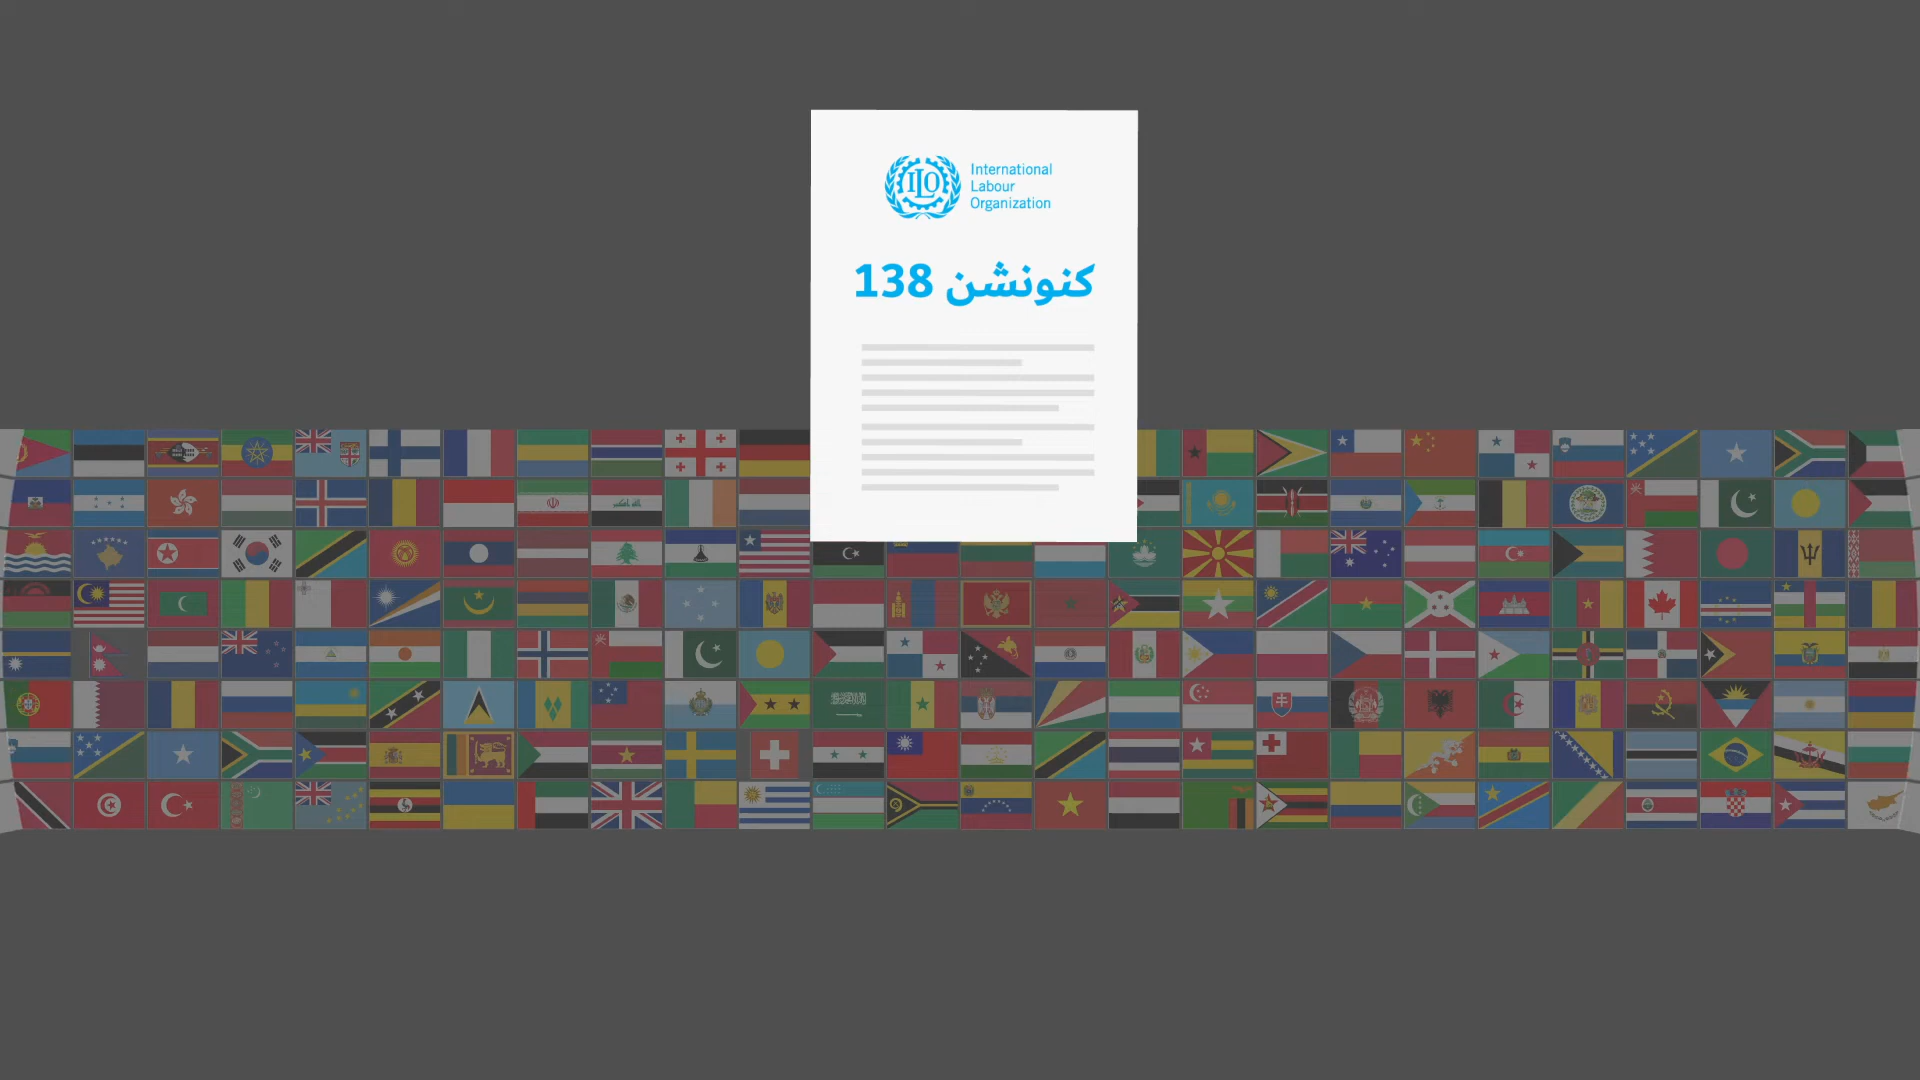 International
Labour
Organization
ILO
کنونشن 138